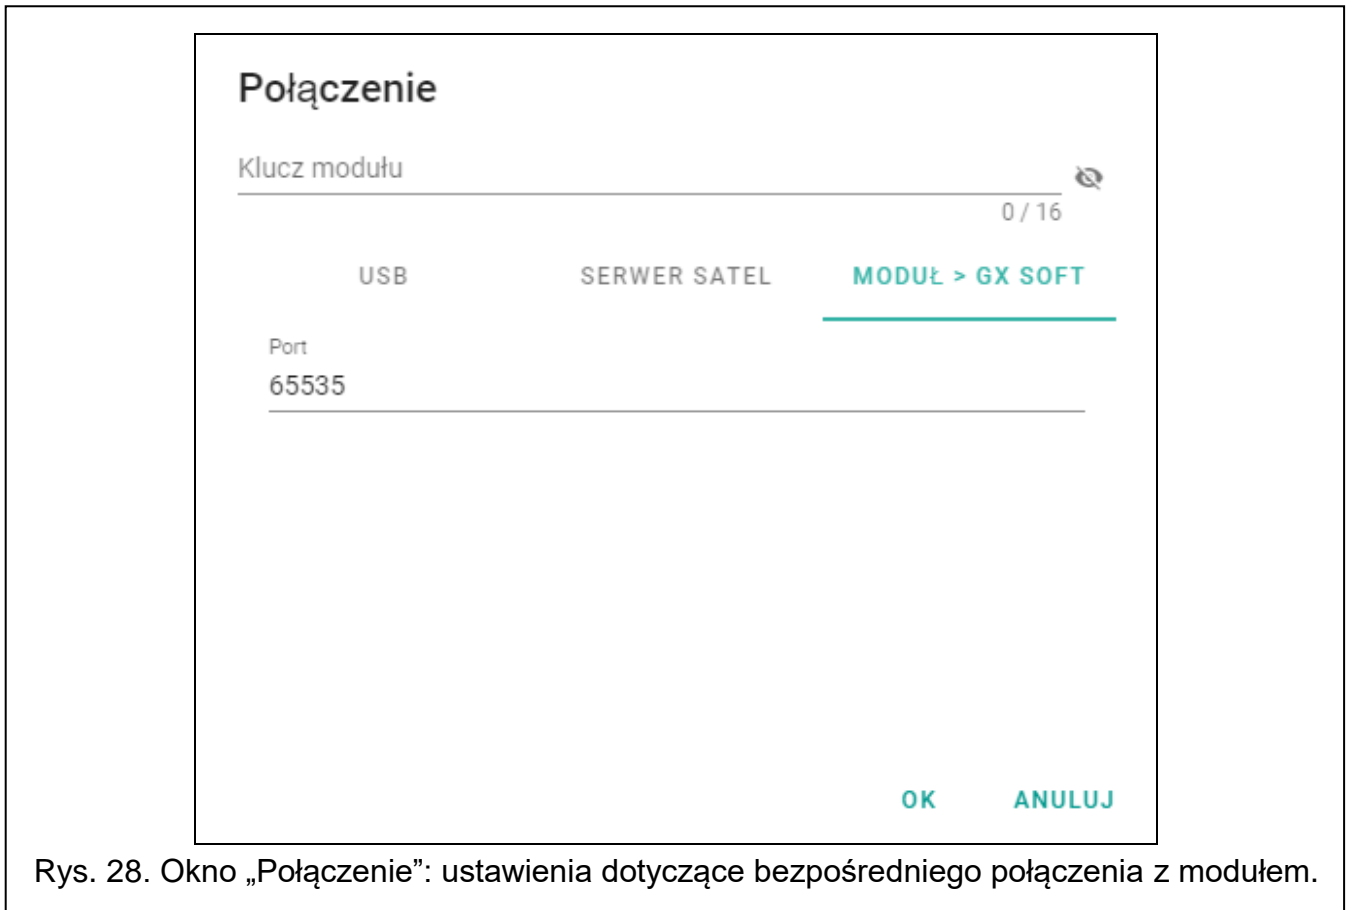 Połączenie
Klucz modułu
0 / 16
USB SERWER SATEL MODUŁ > GX SOFT
Port
65535
OK ANULUJ
Rys. 28. Okno „Połączenie”: ustawienia dotyczące bezpośredniego połączenia z modułem.